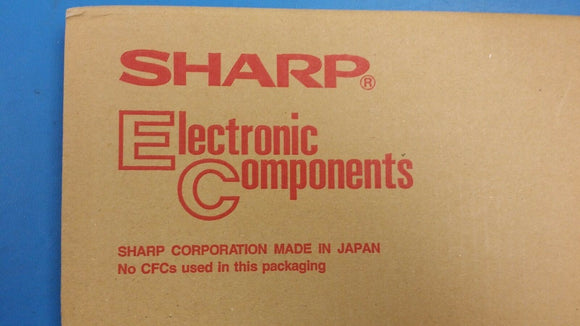 SHARP®
Electronic
Components
SHARP CORPORATION MADE IN JAPAN
No CFCs used in this packaging